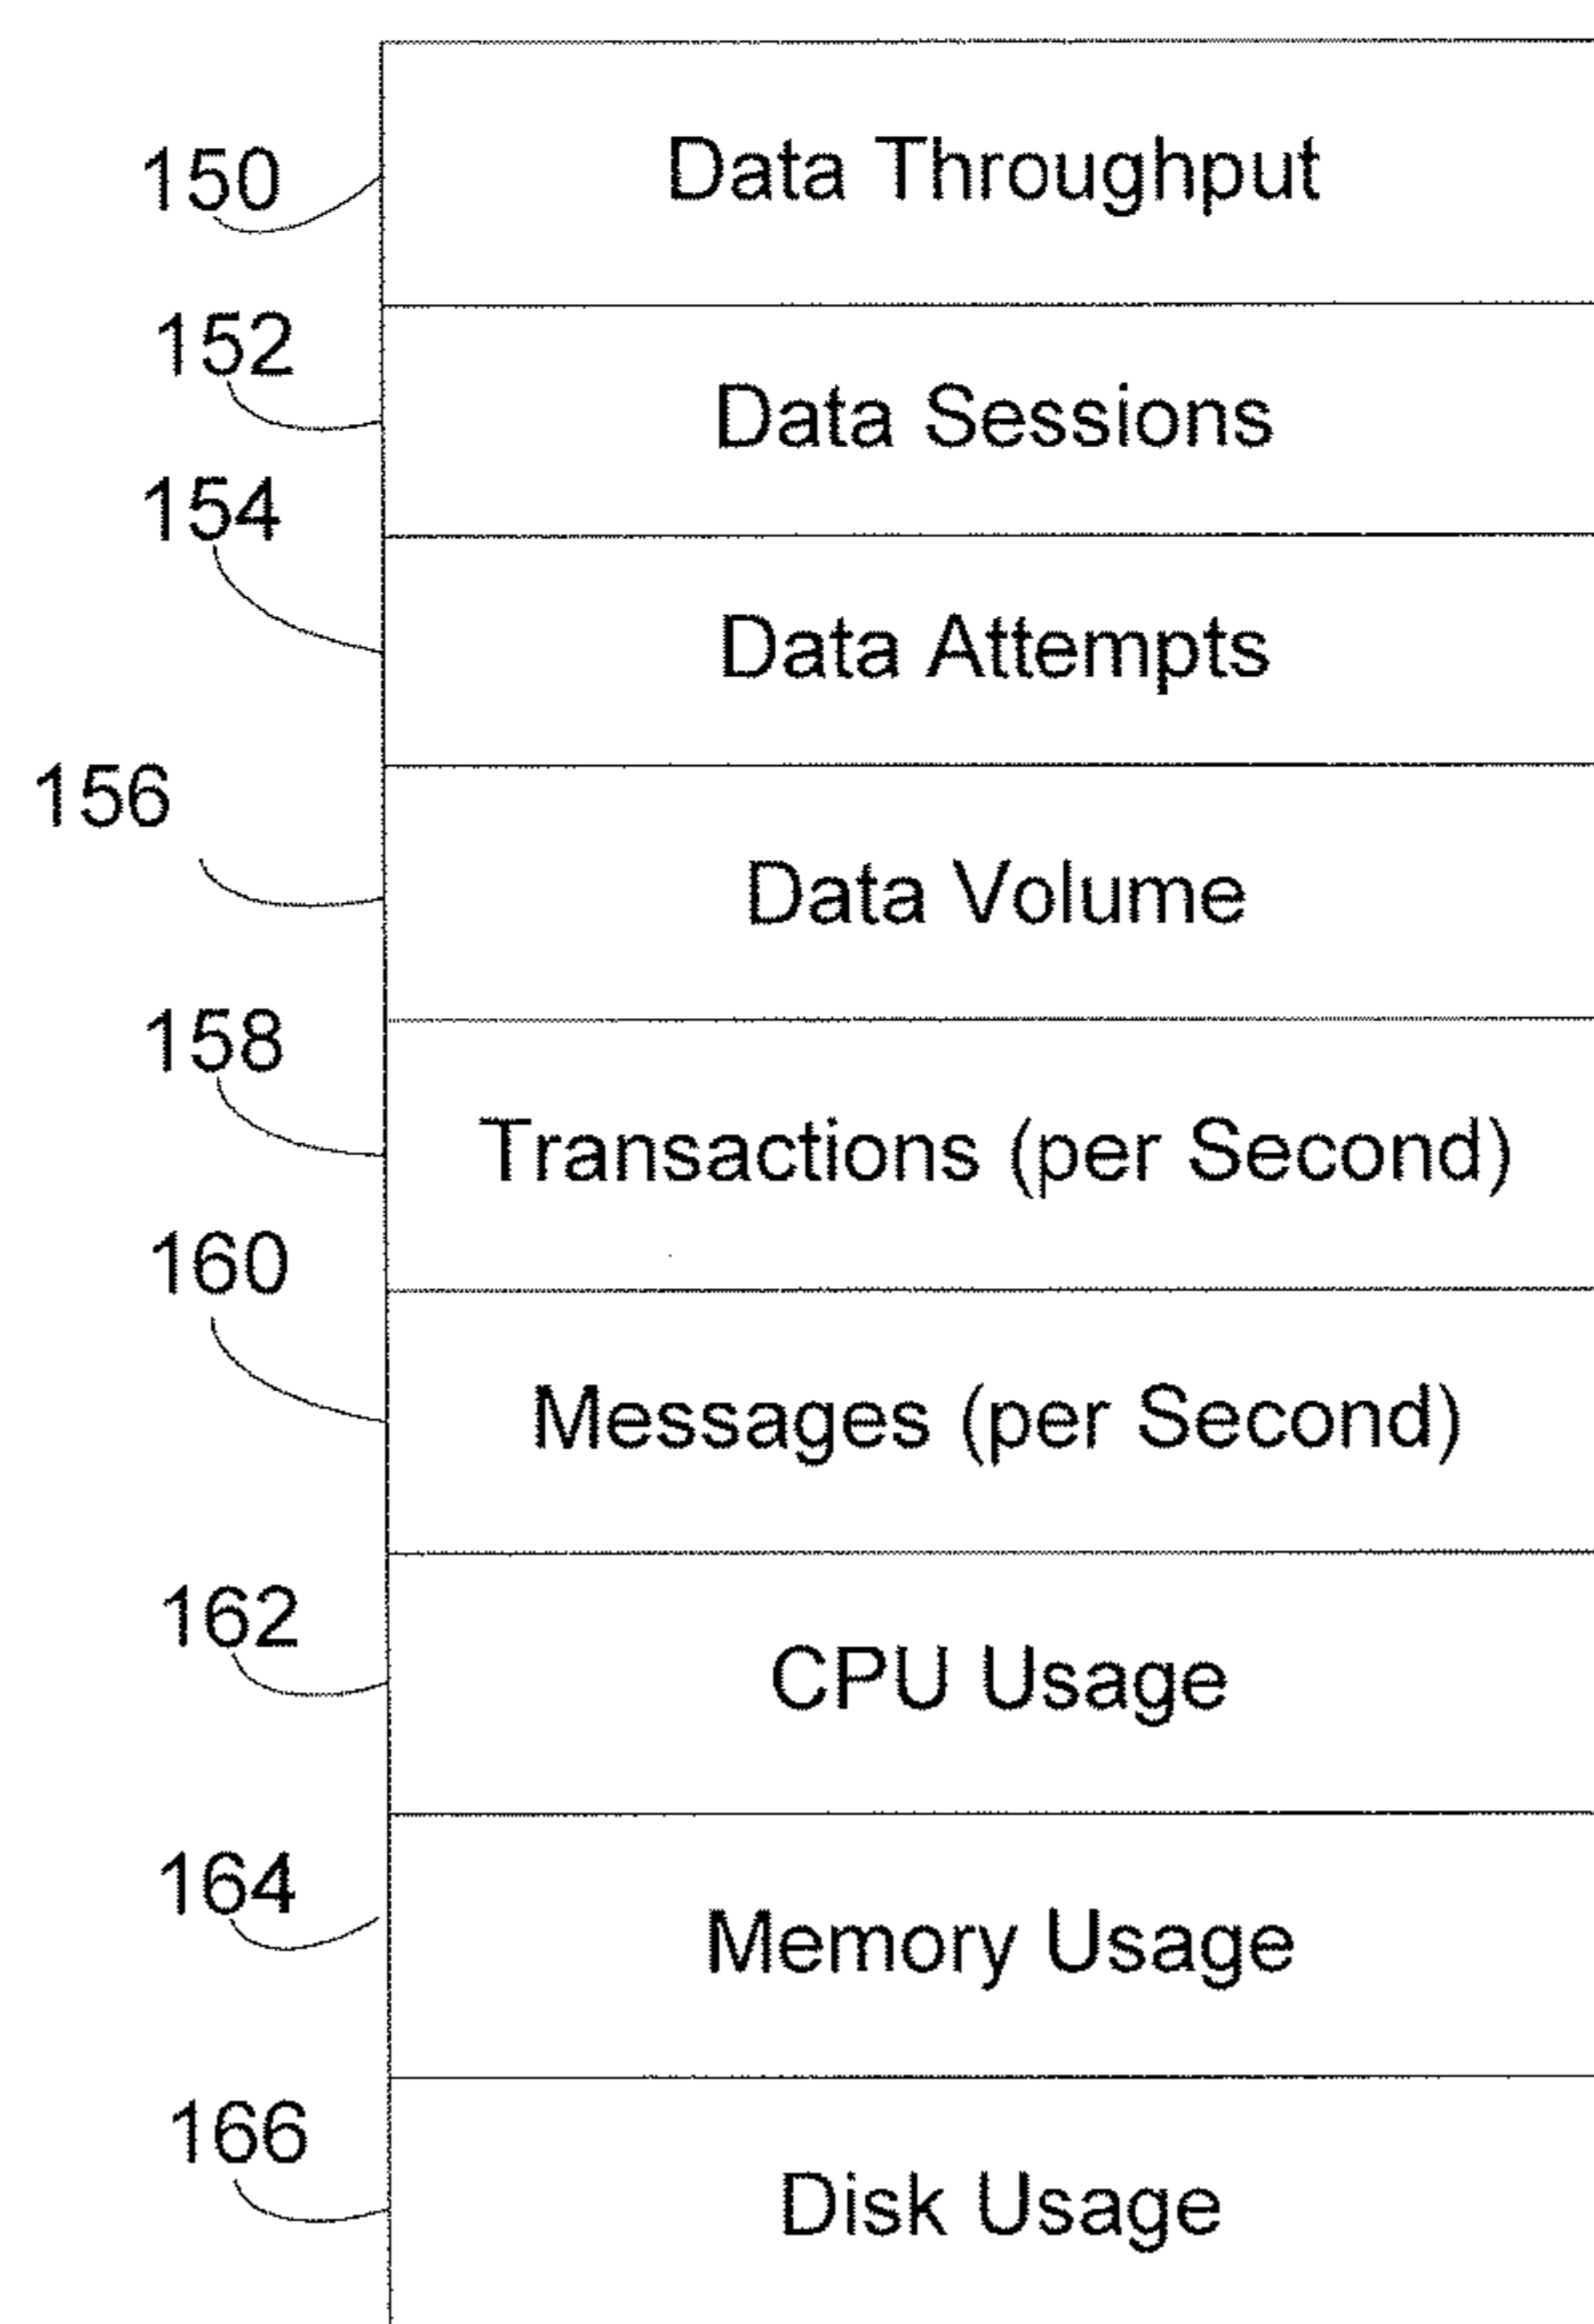 150
Data Throughput
152
Data Sessions
154
Data Attempts
156
Data Volume
158
Transactions (per Second)
160
Messages (per Second)
162
CPU Usage
164
Memory Usage
166
Disk Usage